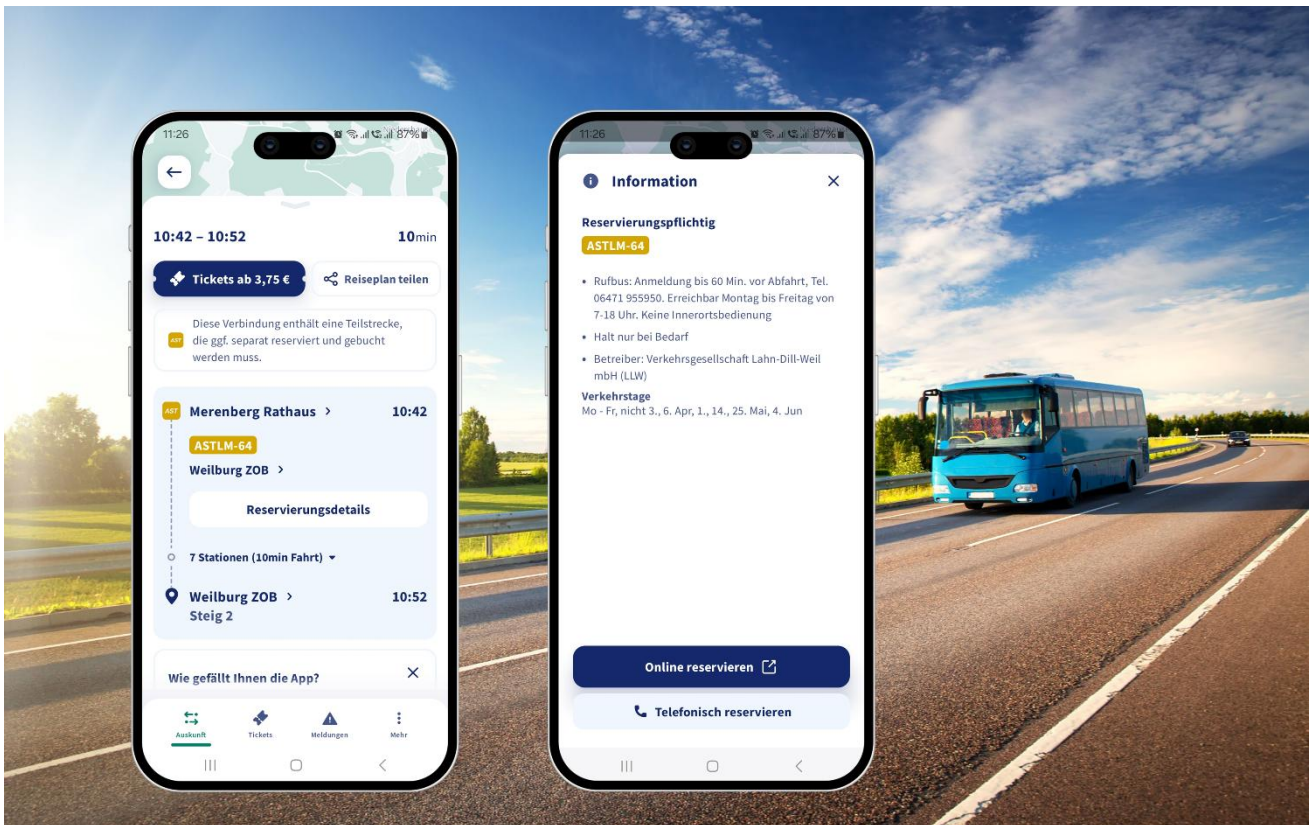 11:26
87%
10:42 – 10:52
10min
Tickets ab 3,75 €
Reiseplan teilen
AST
Diese Verbindung enthält eine Teilstrecke,
die ggf. separat reserviert und gebucht
werden muss.
AST
Merenberg Rathaus > 10:42
ASTLM-64
Weilburg ZOB >
Reservierungsdetails
7 Stationen (10min Fahrt)
Weilburg ZOB > 10:52
Steig 2
Wie gefällt Ihnen die App?
Auskunft
Tickets
Meldungen
Mehr
11:26
87%
Information
Reservierungspflichtig
ASTLM-64
• Rufbus: Anmeldung bis 60 Min. vor Abfahrt, Tel.
06471 955950. Erreichbar Montag bis Freitag von
7-18 Uhr. Keine Innerortsbedienung
• Halt nur bei Bedarf
• Betreiber: Verkehrsgesellschaft Lahn-Dill-Weil
mbH (LLW)
Verkehrstage
Mo - Fr, nicht 3., 6. Apr, 1., 14., 25. Mai, 4. Jun
Online reservieren
Telefonisch reservieren